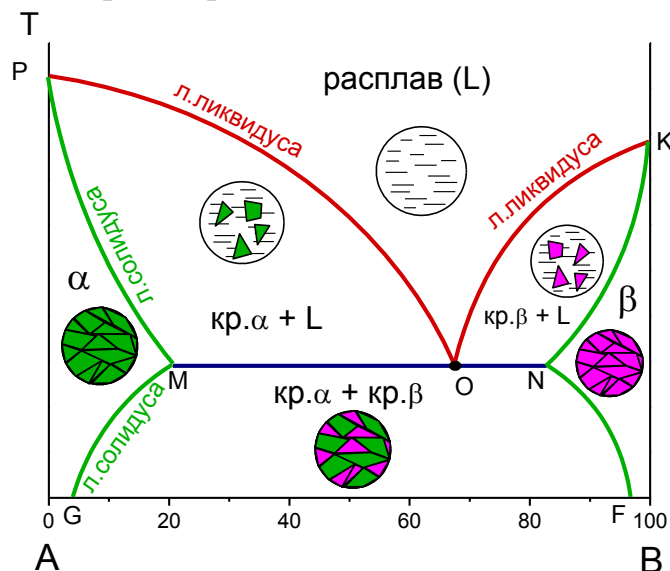 T
P
л.ликвидуса
расплав (L)
л.ликвидуса
K
л.солидуса
α
кр.α + L
кр.β + L
β
M
O
N
кр.α + кр.β
л.солидуса
G
F
0
20
40
60
80
100
A
B